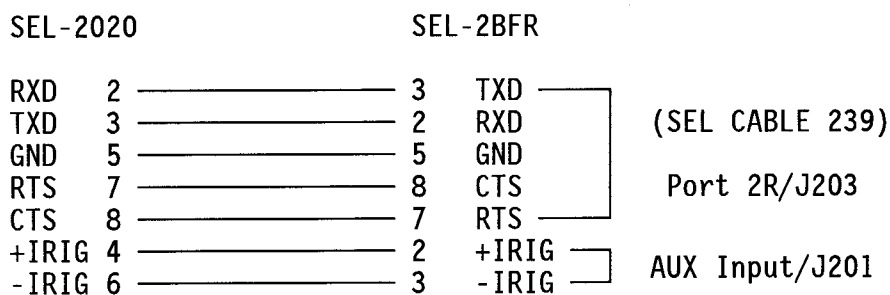 SEL-2020 SEL-2BFR
RXD 2 3 TXD
TXD 3 2 RXD (SEL CABLE 239)
GND 5 5 GND
RTS 7 8 CTS Port 2R/J203
CTS 8 7 RTS
+IRIG 4 2 +IRIG
-IRIG 6 3 -IRIG AUX Input/J201